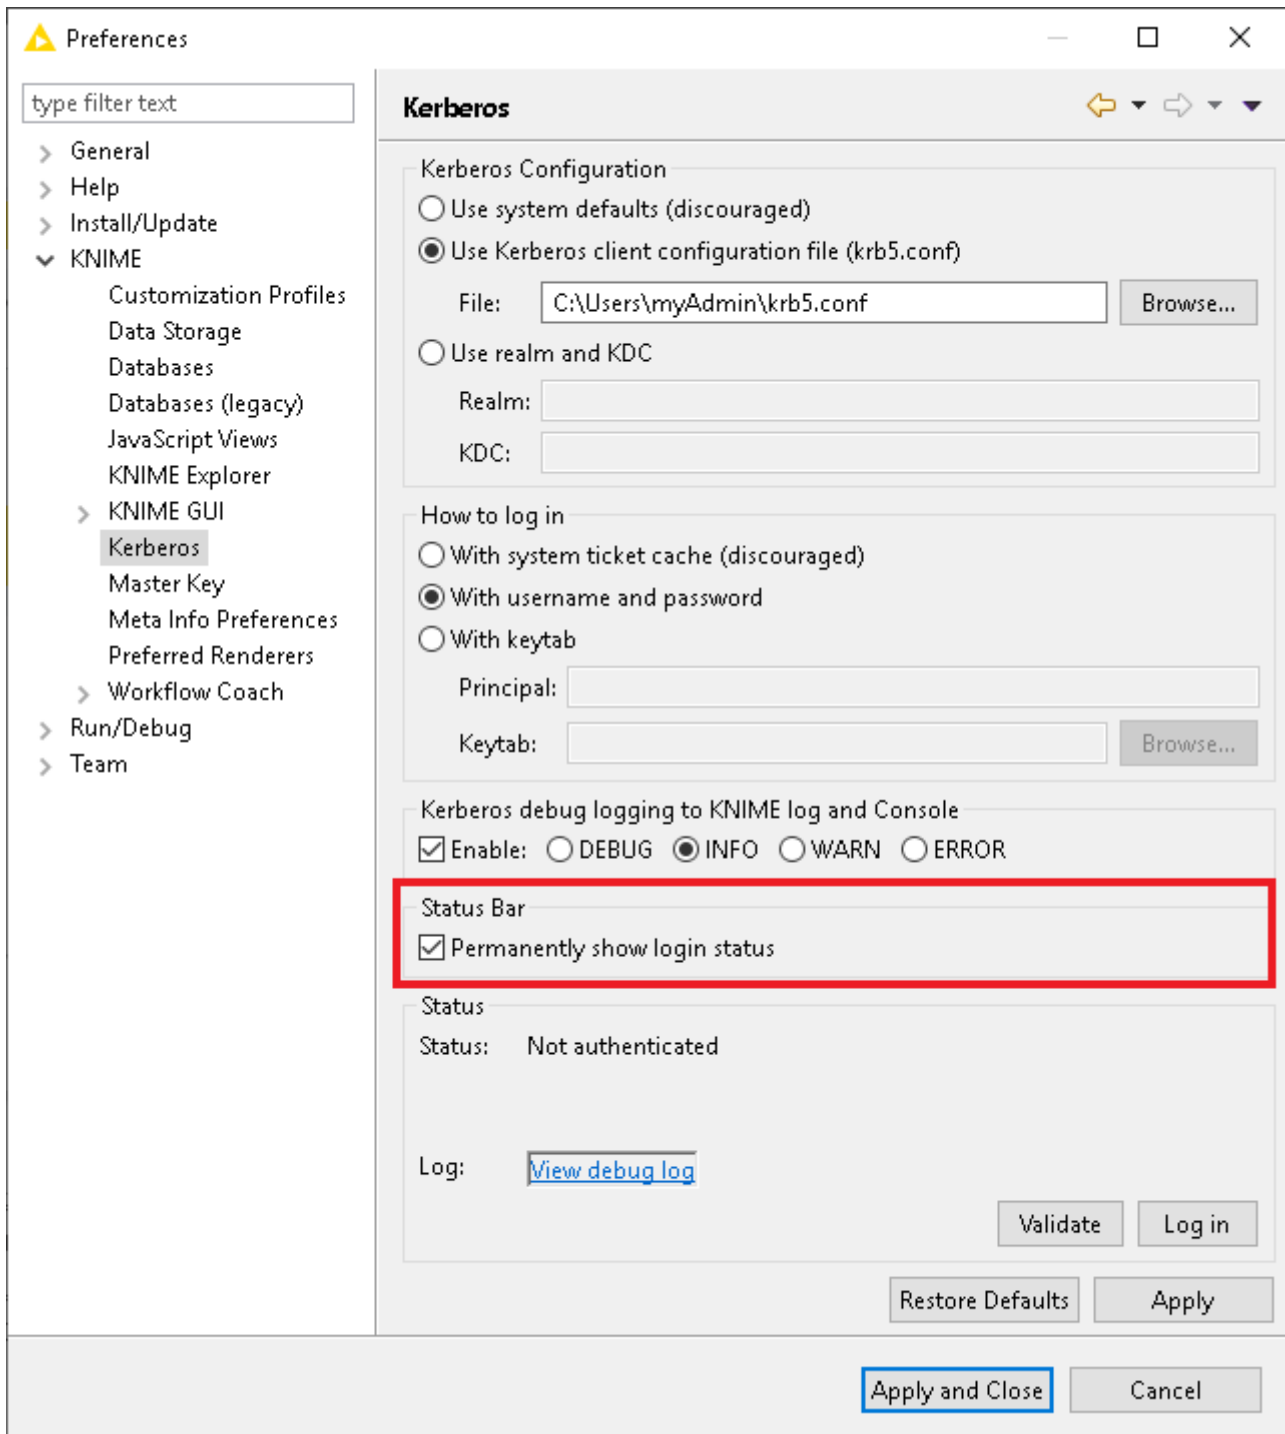 Preferences
type filter text
General
Help
Install/Update
KNIME
Customization Profiles
Data Storage
Databases
Databases (legacy)
JavaScript Views
KNIME Explorer
KNIME GUI
Kerberos
Master Key
Meta Info Preferences
Preferred Renderers
Workflow Coach
Run/Debug
Team
Kerberos
Kerberos Configuration
Use system defaults (discouraged)
Use Kerberos client configuration file (krb5.conf)
File: C:\Users\myAdmin\krb5.conf Browse...
Use realm and KDC
Realm:
KDC:
How to log in
With system ticket cache (discouraged)
With username and password
With keytab
Principal:
Keytab: Browse...
Kerberos debug logging to KNIME log and Console
Enable: DEBUG INFO WARN ERROR
Status Bar
Permanently show login status
Status
Status: Not authenticated
Log: View debug log
Validate Log in
Restore Defaults Apply
Apply and Close Cancel